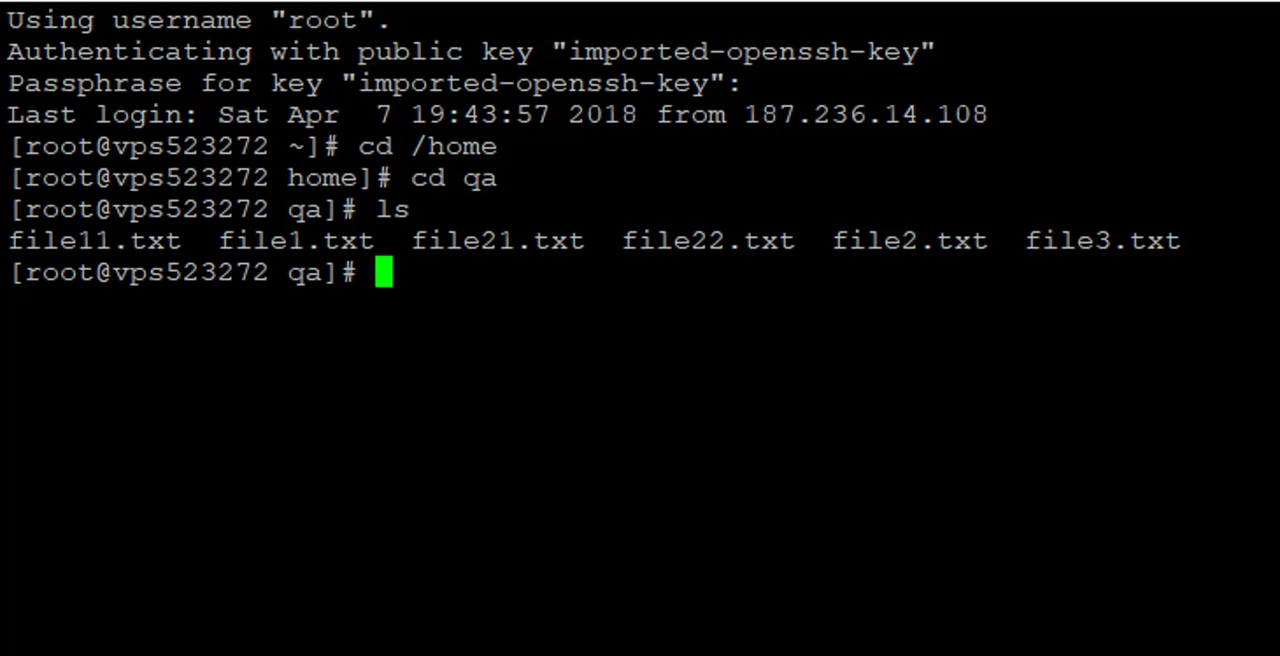 Using username "root".
Authenticating with public key "imported-openssh-key"
Passphrase for key "imported-openssh-key":
Last login: Sat Apr  7 19:43:57 2018 from 187.236.14.108
[root@vps523272 ~]# cd /home
[root@vps523272 home]# cd qa
[root@vps523272 qa]# ls
file11.txt  file1.txt  file21.txt  file22.txt  file2.txt  file3.txt
[root@vps523272 qa]#